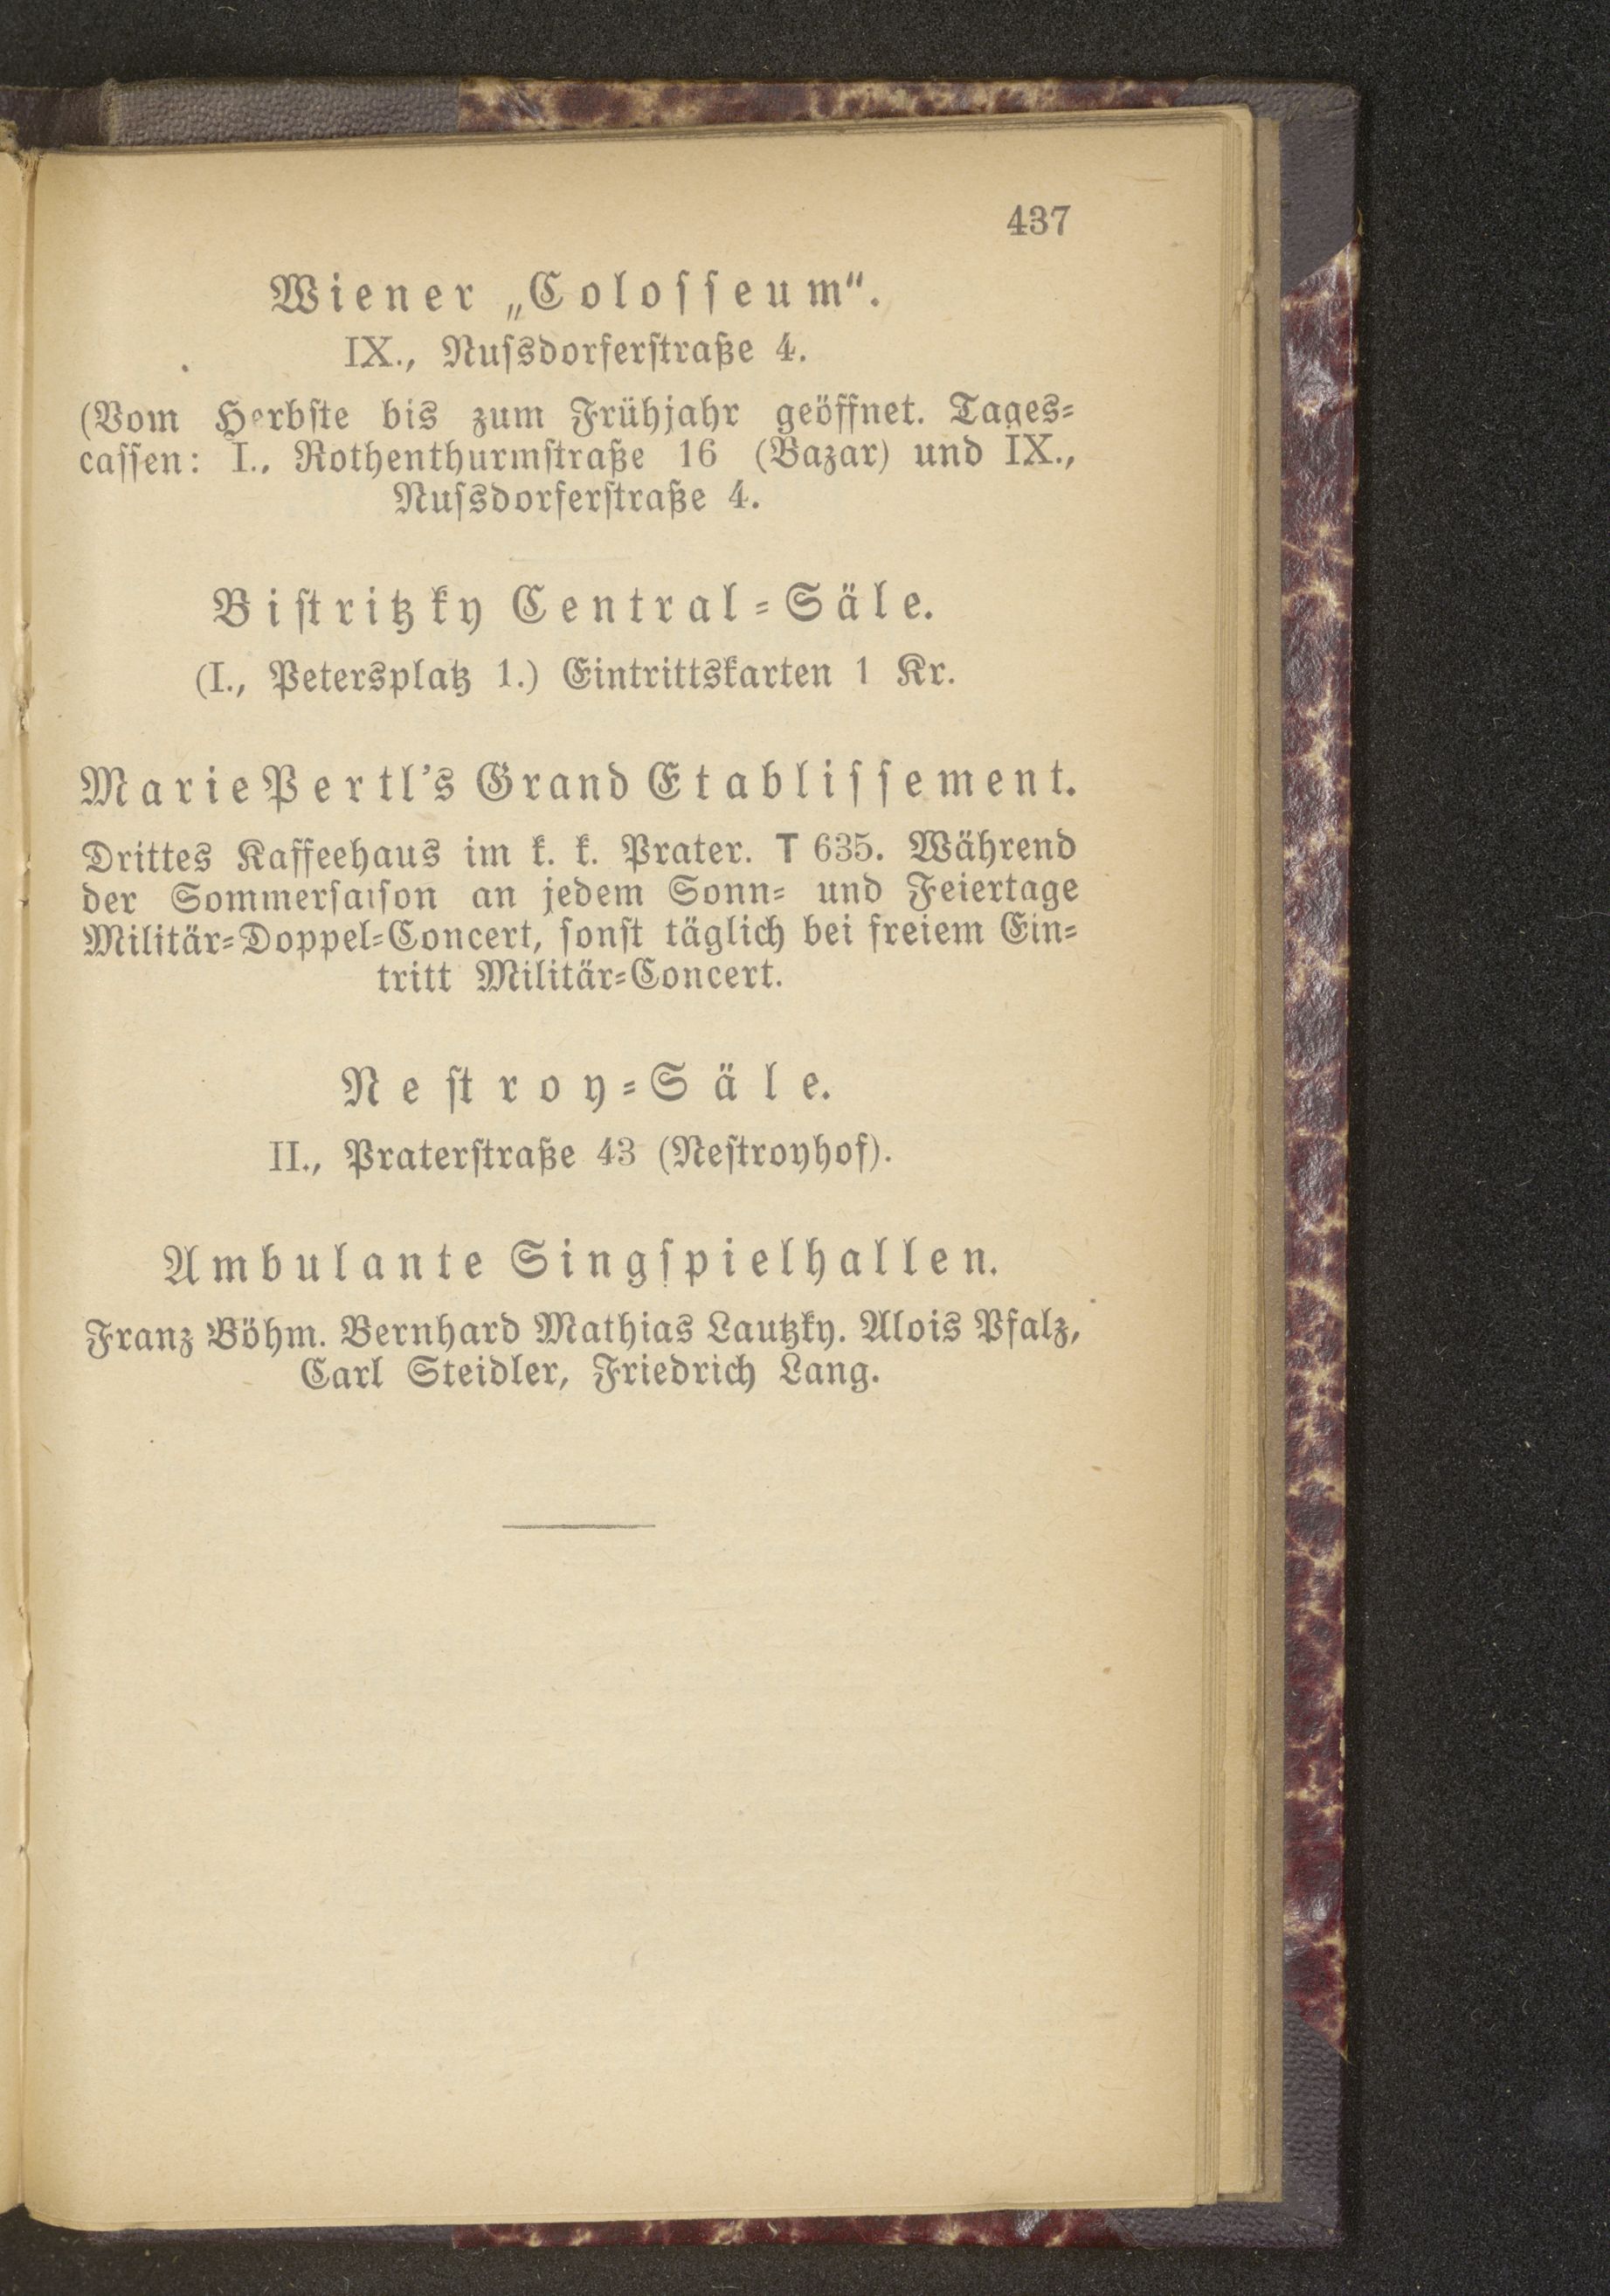 437
Wiener „Coloſſeum“.
IX., Nuſsdorferſtraße 4.
(Vom Herbſte bis zum Frühjahr geöffnet. Tages-
caſſen: I., Rothenthurmſtraße 16 (Bazar) und IX.,
Nuſsdorferſtraße 4.
Biſtritzky Central-Säle.
(I., Petersplatz 1.) Eintrittskarten 1 Kr.
Marie Pertl's Grand Etabliſſement.
Drittes Kaffeehaus im k. k. Prater. T 635. Während
der Sommerſaiſon an jedem Sonn- und Feiertage
Militär-Doppel-Concert, ſonſt täglich bei freiem Ein-
tritt Militär-Concert.
Neſtroy-Säle.
II., Praterſtraße 43 (Neſtroyhof).
Ambulante Singſpielhallen.
Franz Böhm. Bernhard Mathias Lautzky. Alois Pfalz,
Carl Steidler, Friedrich Lang.